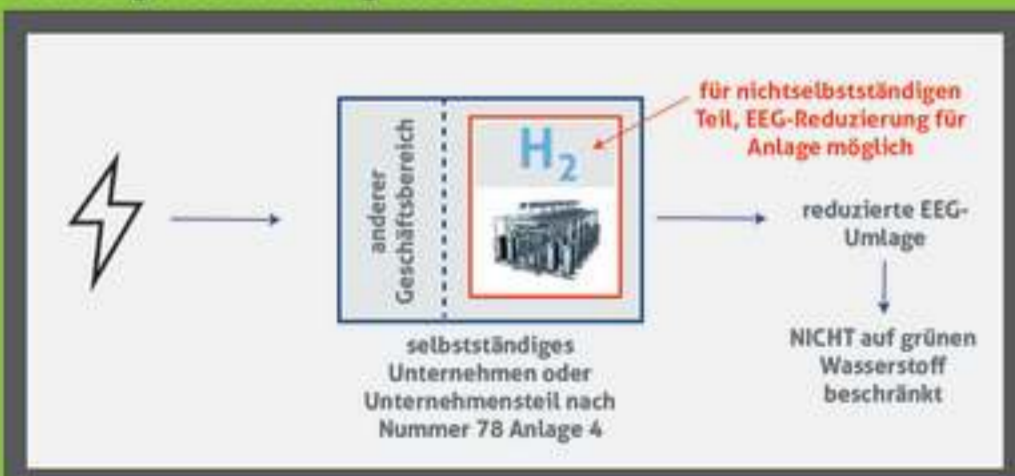 für nichtselbstständigen
Teil, EEG-Reduzierung für
Anlage möglich
anderer
Geschäftsbereich
H₂
reduzierte EEG-
Umlage
NICHT auf grünen
Wasserstoff
beschränkt
selbstständiges
Unternehmen oder
Unternehmensteil nach
Nummer 78 Anlage 4